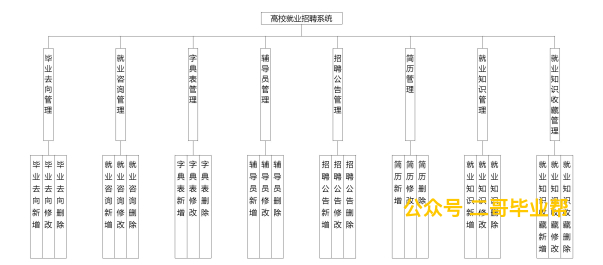 高校就业招聘系统
毕业去向管理
就业咨询管理
字典表管理
辅导员管理
招聘公告管理
简历管理
就业知识管理
就业知识收藏管理
毕业去向新增
毕业去向修改
毕业去向删除
就业咨询新增
就业咨询修改
就业咨询删除
字典表新增
字典表修改
字典表删除
辅导员新增
辅导员修改
辅导员删除
招聘公告新增
招聘公告修改
招聘公告删除
简历新增
简历修改
简历删除
就业知识新增
就业知识修改
就业知识删除
就业知识收藏新增
就业知识收藏修改
就业知识收藏删除
公众号 二哥毕业帮